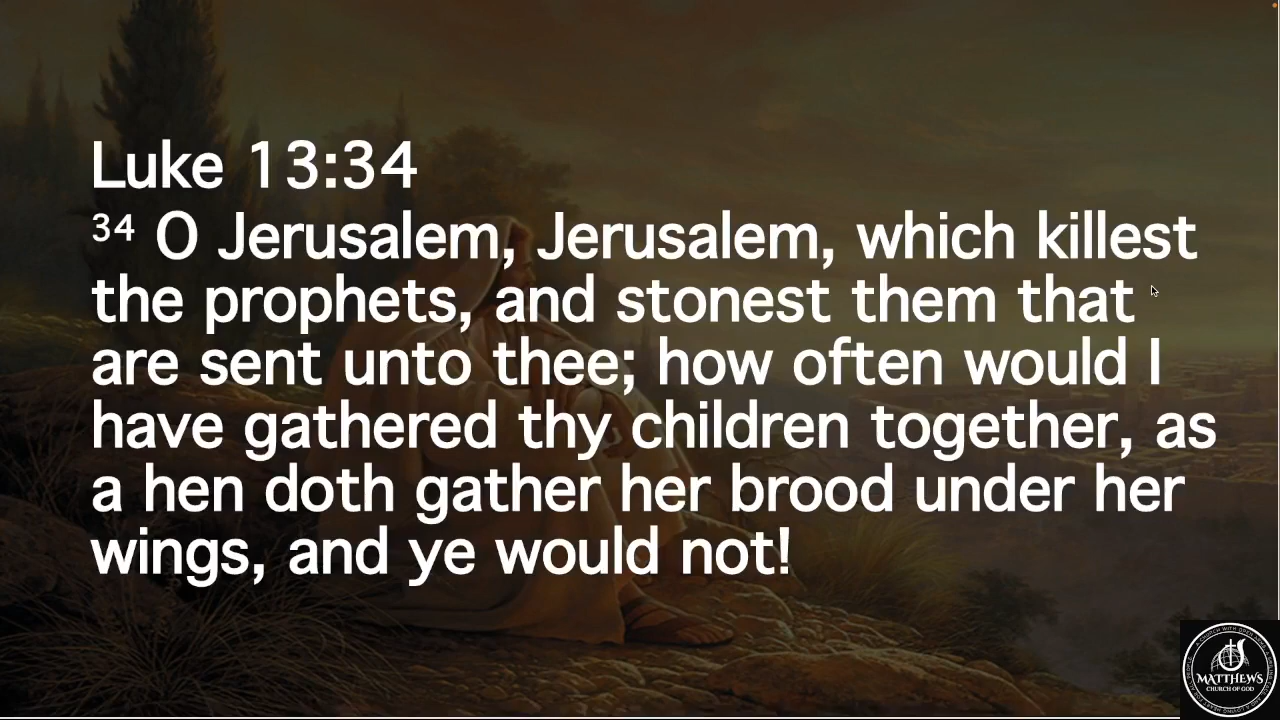 Luke 13:34
34 O Jerusalem, Jerusalem, which killest
the prophets, and stonest them that
are sent unto thee; how often would I
have gathered thy children together, as
a hen doth gather her brood under her
wings, and ye would not!
MATTHEWS
CHURCH OF GOD